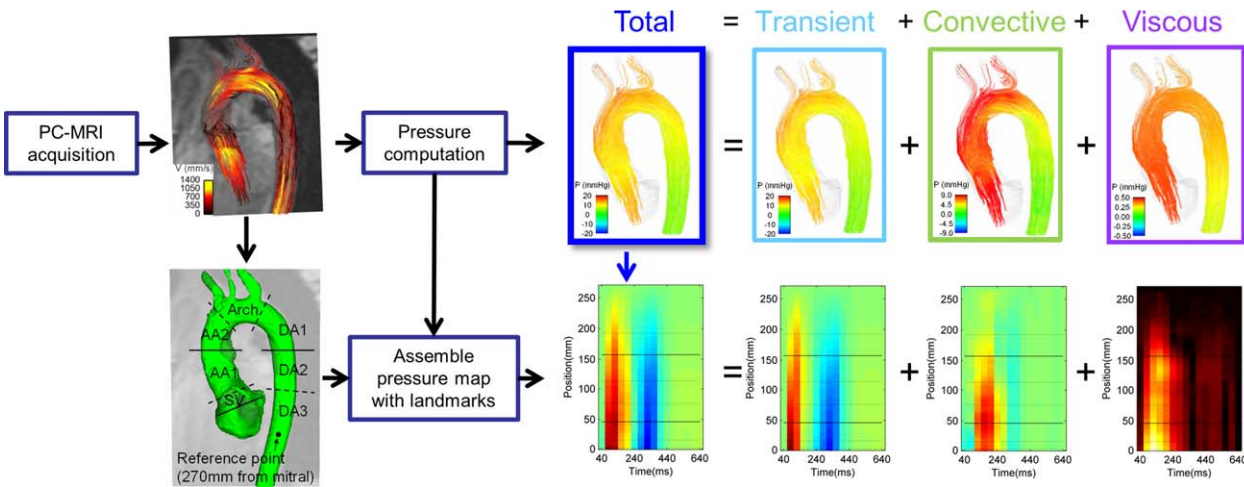 Total = Transient + Convective + Viscous
PC-MRI
acquisition
V (mm/s)
1400
1050
700
350
0
Pressure
computation
P (mmHg)
20
10
0
-10
-20
=
P (mmHg)
20
10
0
-10
-20
+
P (mmHg)
9.0
4.5
0
-4.5
-9.0
+
P (mmHg)
0.50
0.25
0
-0.25
-0.50
Arch
AA2
DA1
AA1
DA2
SV
DA3
Reference point
(270mm from mitral)
Assemble
pressure map
with landmarks
Position(mm)
250
200
150
100
50
0
40 240 440 640
Time(ms)
=
Position(mm)
250
200
150
100
50
0
40 240 440 640
Time(ms)
+
Position(mm)
250
200
150
100
50
0
40 240 440 640
Time(ms)
+
Position(mm)
250
200
150
100
50
0
40 240 440 640
Time(ms)